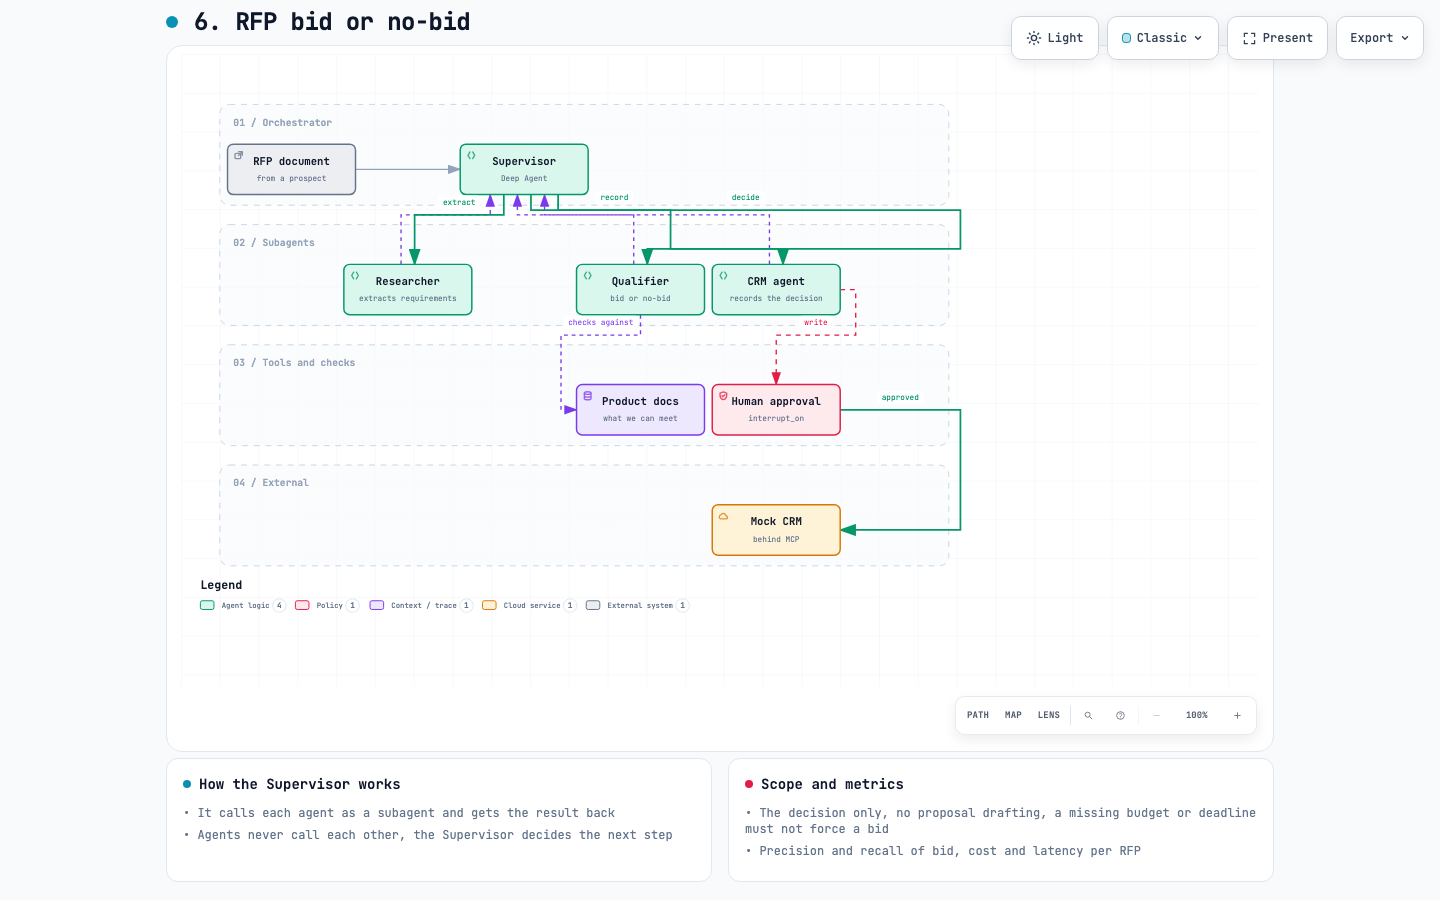 6. RFP bid or no-bid
Light
Classic
Present
Export
01 / Orchestrator
RFP document
from a prospect
Supervisor
Deep Agent
extract
record
decide
02 / Subagents
Researcher
extracts requirements
Qualifier
bid or no-bid
CRM agent
records the decision
checks against
write
03 / Tools and checks
Product docs
what we can meet
Human approval
interrupt_on
approved
04 / External
Mock CRM
behind MCP
Legend
Agent logic 4
Policy 1
Context / trace 1
Cloud service 1
External system 1
PATH MAP LENS − 100% +
How the Supervisor works
• It calls each agent as a subagent and gets the result back
• Agents never call each other, the Supervisor decides the next step
Scope and metrics
• The decision only, no proposal drafting, a missing budget or deadline
must not force a bid
• Precision and recall of bid, cost and latency per RFP